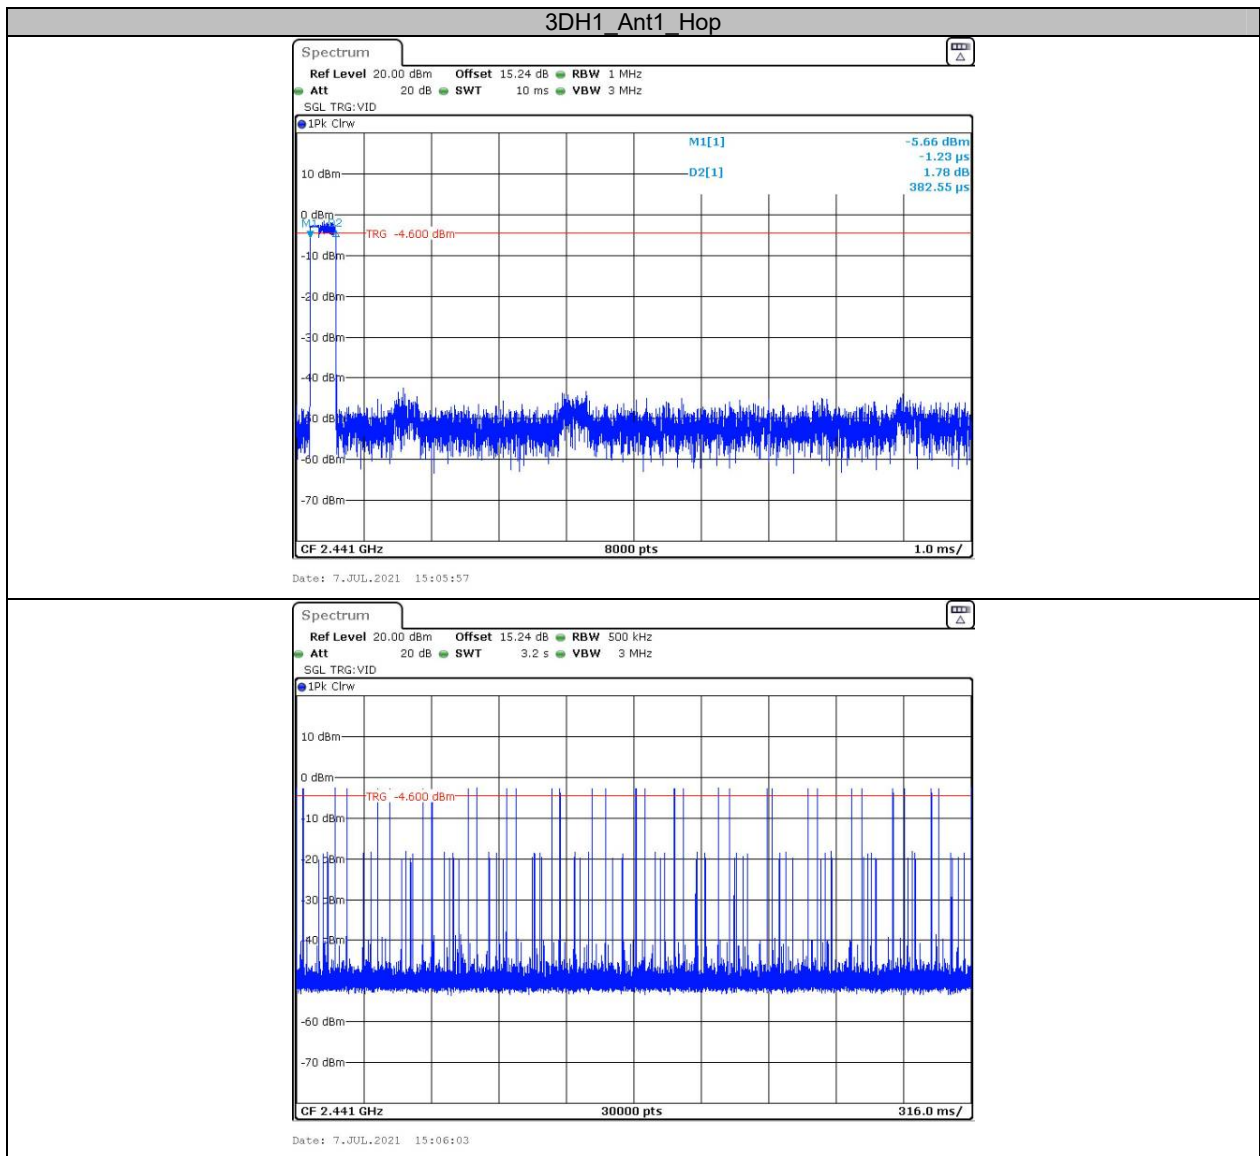 3DH1_Ant1_Hop
Spectrum
Ref Level 20.00 dBm Offset 15.24 dB RBW 1 MHz
Att 20 dB SWT 10 ms VBW 3 MHz
SGL TRG:VID
1Pk Clrw
M1[1] -5.66 dBm
-1.23 µs
D2[1] 1.78 dB
382.55 µs
10 dBm
0 dBm
M1 D2
TRG -4.600 dBm
-10 dBm
-20 dBm
-30 dBm
-40 dBm
-50 dBm
-60 dBm
-70 dBm
CF 2.441 GHz 8000 pts 1.0 ms/
Date: 7.JUL.2021 15:05:57
Spectrum
Ref Level 20.00 dBm Offset 15.24 dB RBW 500 kHz
Att 20 dB SWT 3.2 s VBW 3 MHz
SGL TRG:VID
1Pk Clrw
10 dBm
0 dBm
TRG -4.600 dBm
-10 dBm
-20 dBm
-30 dBm
-40 dBm
-60 dBm
-70 dBm
CF 2.441 GHz 30000 pts 316.0 ms/
Date: 7.JUL.2021 15:06:03